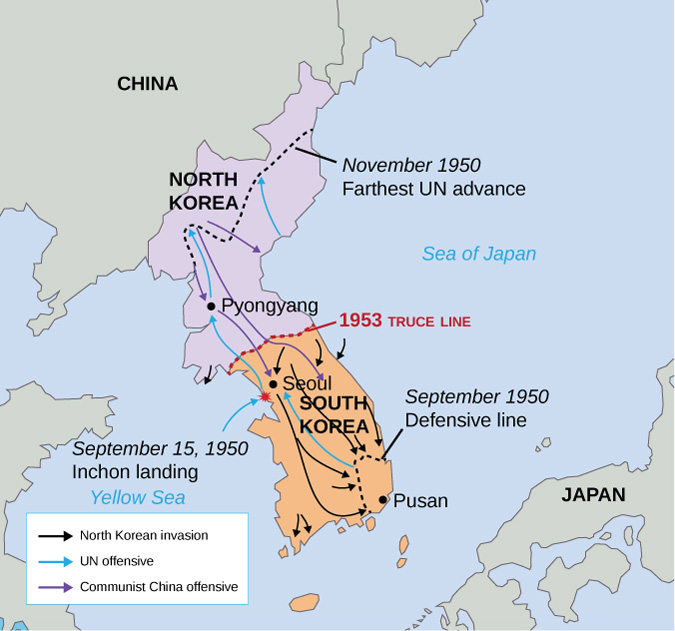 CHINA
November 1950
Farthest UN advance
NORTH
KOREA
Sea of Japan
Pyongyang
1953 TRUCE LINE
Seoul
SOUTH
KOREA
September 1950
Defensive line
September 15, 1950
Inchon landing
Yellow Sea
Pusan
JAPAN
North Korean invasion
UN offensive
Communist China offensive